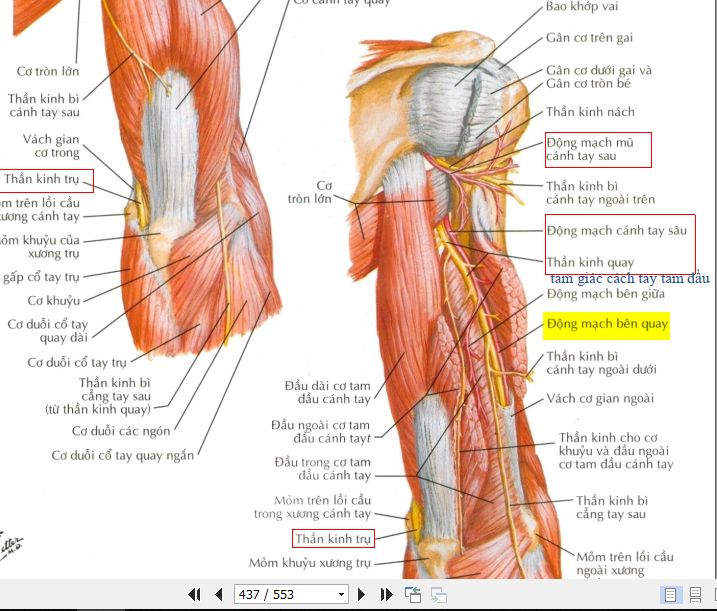 Cơ cánh tay quay
Cơ tròn lớn
Thần kinh bì
cánh tay sau
Vách gian
cơ trong
Thần kinh trụ
trên lồi cầu
xương cánh tay
khuỷu của
xương trụ
gấp cổ tay trụ
Cơ khuỷu
Cơ duỗi cổ tay
quay dài
Cơ duỗi cổ tay trụ
Thần kinh bì
cẳng tay sau
(từ thần kinh quay)
Cơ duỗi các ngón
Cơ duỗi cổ tay quay ngắn
Bao khớp vai
Gân cơ trên gai
Gân cơ dưới gai và
Gân cơ tròn bé
Thần kinh nách
Động mạch mũ
cánh tay sau
Cơ
tròn lớn
Thần kinh bì
cánh tay ngoài trên
Động mạch cánh tay sâu
Thần kinh quay
tam giác cách tay tam đầu
Động mạch bên giữa
Động mạch bên quay
Thần kinh bì
cánh tay ngoài dưới
Vách cơ gian ngoài
Đầu dài cơ tam
đầu cánh tay
Đầu ngoài cơ tam
đầu cánh tayt
Đầu trong cơ tam
đầu cánh tay
Thần kinh cho cơ
khuỷu và đầu ngoài
cơ tam đầu cánh tay
Mỏm trên lồi cầu
trong xương cánh tay
Thần kinh trụ
Mỏm khuỷu xương trụ
Thần kinh bì
cẳng tay sau
Mỏm trên lồi cầu
ngoài xương
437 / 553